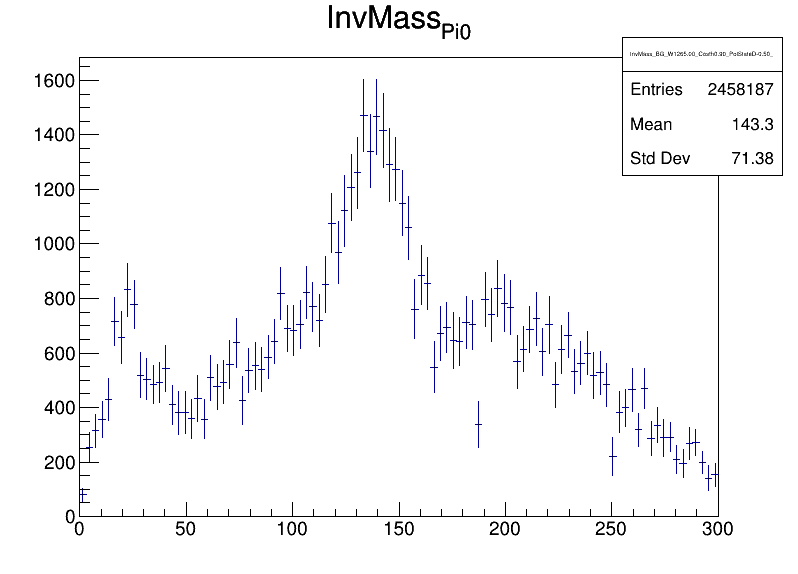 InvMass_Pi0
InvMass_BG_W1265.00_Costh0.90_PolStateD-0.50_
Entries 2458187
Mean 143.3
Std Dev 71.38
1600
1400
1200
1000
800
600
400
200
0
0 50 100 150 200 250 300